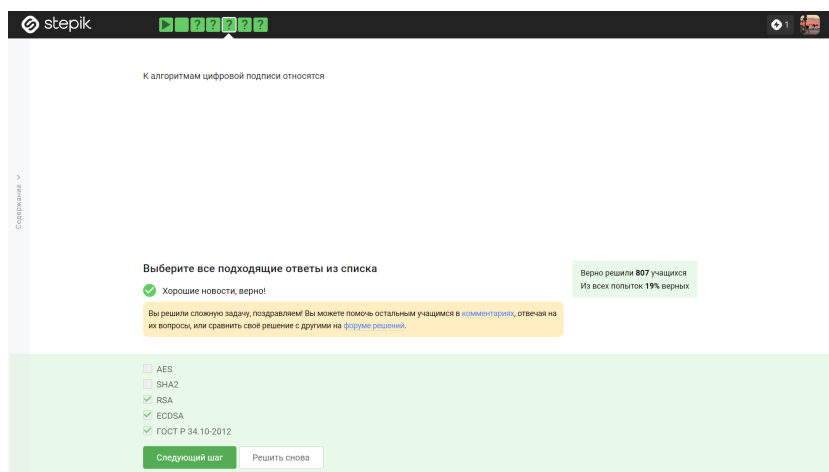 stepik
? ? ? ? ?
1
К алгоритмам цифровой подписи относятся
Содержание
Выберите все подходящие ответы из списка
Верно решили 807 учащихся
Из всех попыток 19% верных
Хорошие новости, верно!
Вы решили сложную задачу, поздравляем! Вы можете помочь остальным учащимся в комментариях, отвечая на
их вопросы, или сравнить своё решение с другими на форуме решений.
AES
SHA2
RSA
ECDSA
ГОСТ Р 34.10-2012
Следующий шаг
Решить снова